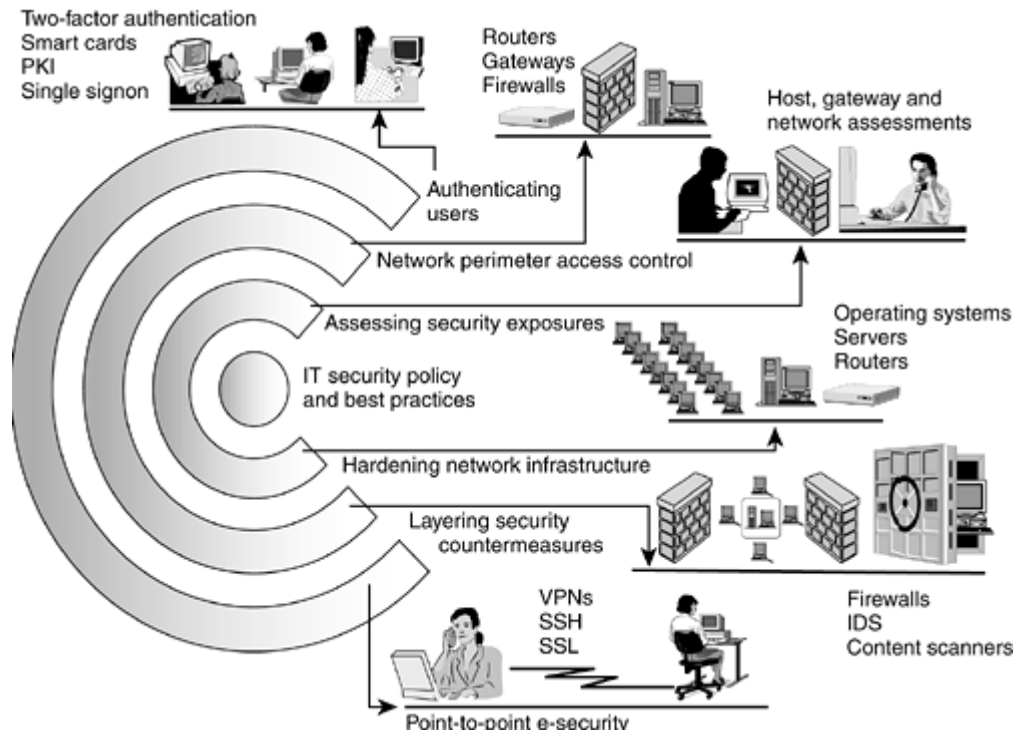 Two-factor authentication
Smart cards
PKI
Single signon
Routers
Gateways
Firewalls
Host, gateway and
network assessments
Authenticating
users
Network perimeter access control
Assessing security exposures
Operating systems
Servers
Routers
IT security policy
and best practices
Hardening network infrastructure
Layering security
countermeasures
VPNs
SSH
SSL
Firewalls
IDS
Content scanners
Point-to-point e-security